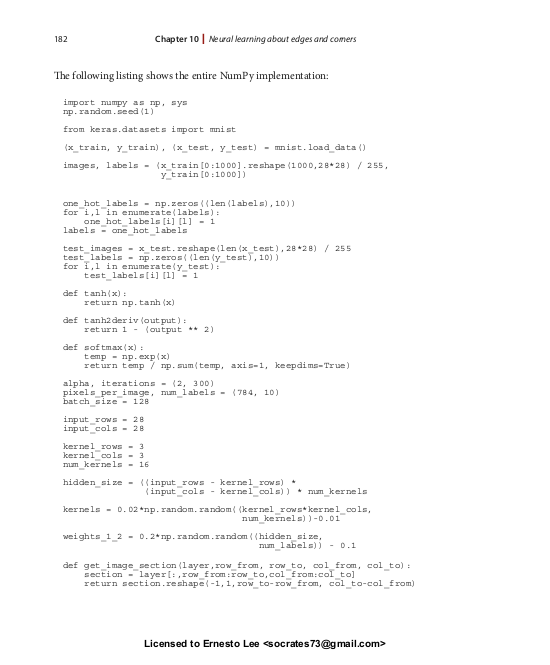 182
Chapter 10 | Neural learning about edges and corners
The following listing shows the entire NumPy implementation:
import numpy as np, sys
np.random.seed(1)
from keras.datasets import mnist
(x_train, y_train), (x_test, y_test) = mnist.load_data()
images, labels = (x_train[0:1000].reshape(1000,28*28) / 255,
y_train[0:1000])
one_hot_labels = np.zeros((len(labels),10))
for i,l in enumerate(labels):
one_hot_labels[i][l] = 1
labels = one_hot_labels
test_images = x_test.reshape(len(x_test),28*28) / 255
test_labels = np.zeros((len(y_test),10))
for i,l in enumerate(y_test):
test_labels[i][l] = 1
def tanh(x):
return np.tanh(x)
def tanh2deriv(output):
return 1 - (output ** 2)
def softmax(x):
temp = np.exp(x)
return temp / np.sum(temp, axis=1, keepdims=True)
alpha, iterations = (2, 300)
pixels_per_image, num_labels = (784, 10)
batch_size = 128
input_rows = 28
input_cols = 28
kernel_rows = 3
kernel_cols = 3
num_kernels = 16
hidden_size = ((input_rows - kernel_rows) *
(input_cols - kernel_cols)) * num_kernels
kernels = 0.02*np.random.random((kernel_rows*kernel_cols,
num_kernels))-0.01
weights_1_2 = 0.2*np.random.random((hidden_size,
num_labels)) - 0.1
def get_image_section(layer,row_from, row_to, col_from, col_to):
section = layer[:,row_from:row_to,col_from:col_to]
return section.reshape(-1,1,row_to-row_from, col_to-col_from)
Licensed to Ernesto Lee <socrates73@gmail.com>